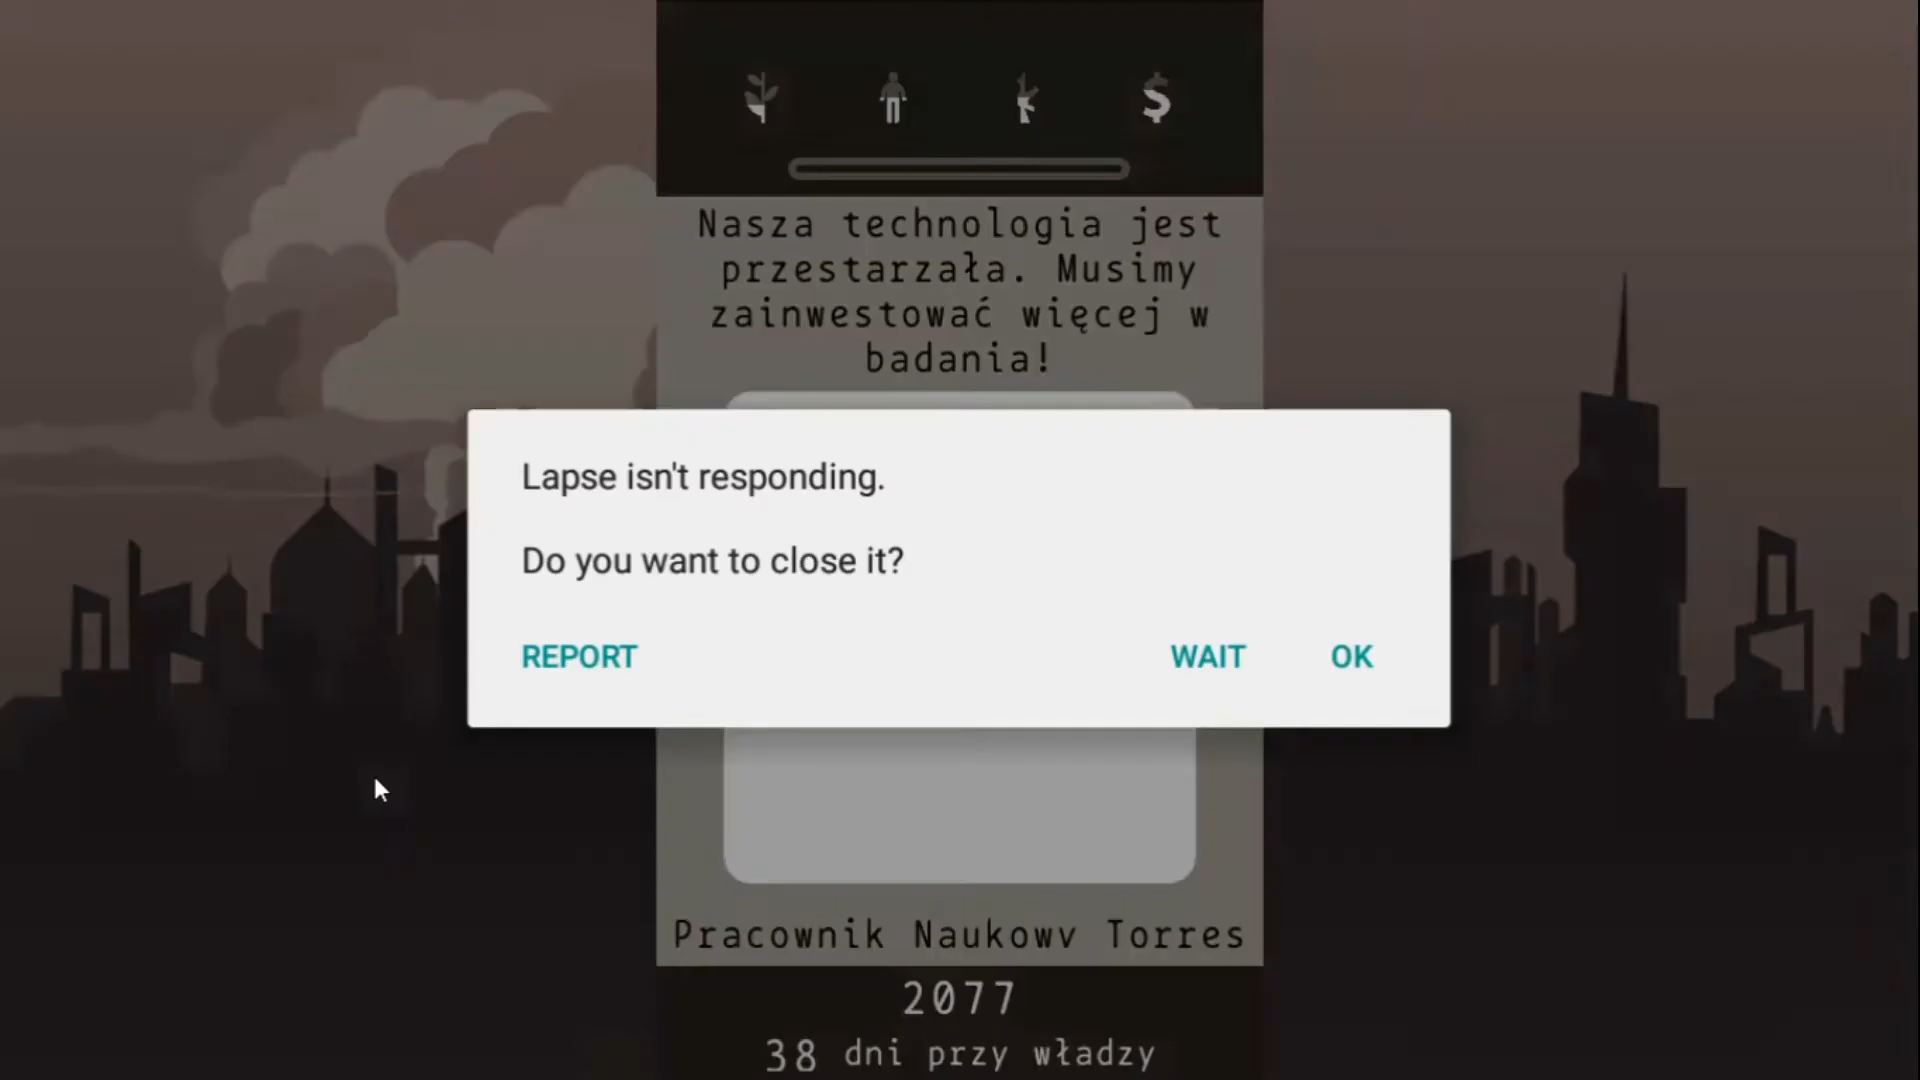 Nasza technologia jest
przestarzała. Musimy
zainwestować więcej w
badania!
Lapse isn't responding.
Do you want to close it?
REPORT WAIT OK
Pracownik Naukowy Torres
2077
38 dni przy władzy